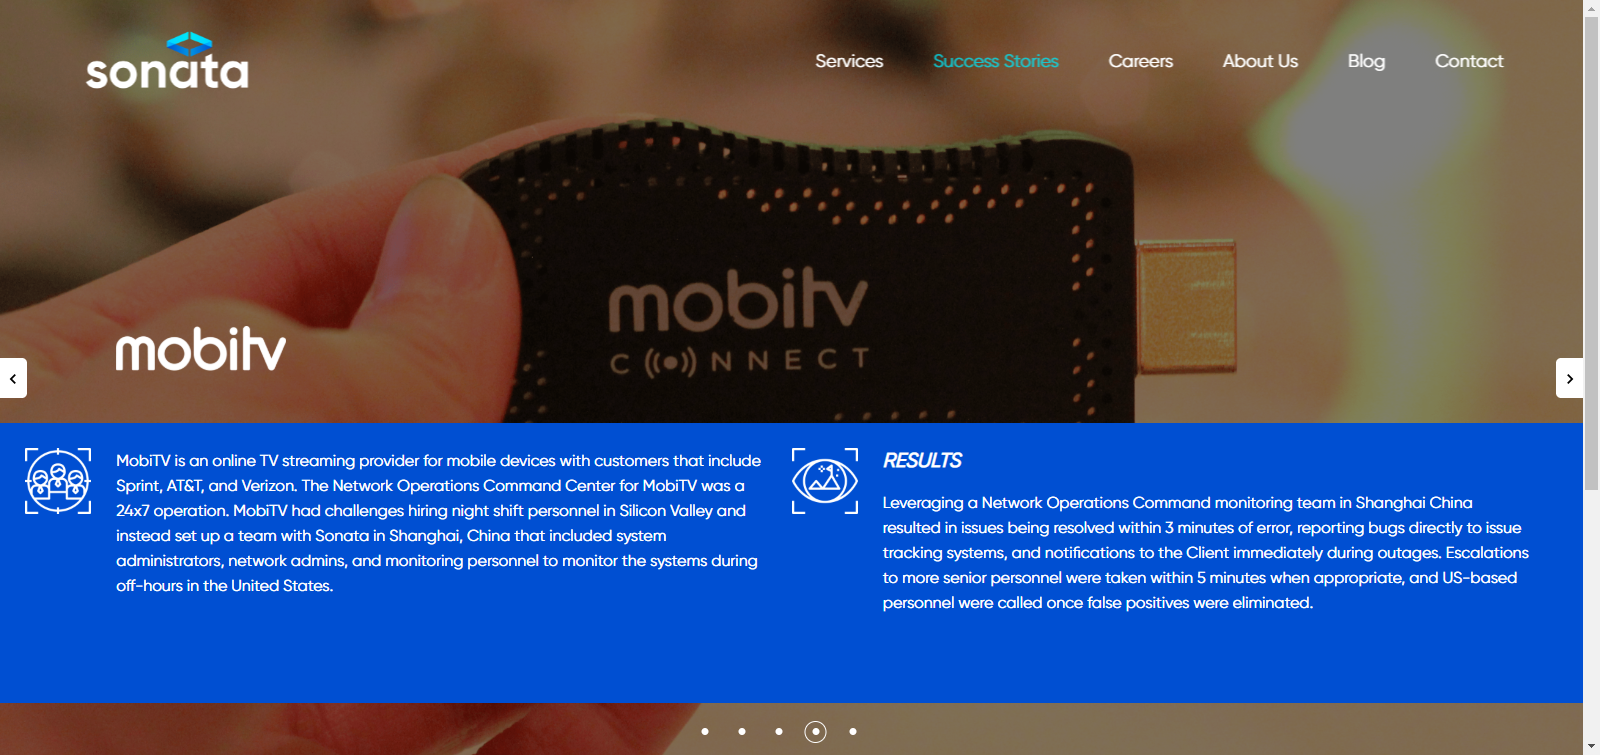 sonata
Services Success Stories Careers About Us Blog Contact
mobitv
CONNECT
mobitv
MobiTV is an online TV streaming provider for mobile devices with customers that include
Sprint, AT&T, and Verizon. The Network Operations Command Center for MobiTV was a
24x7 operation. MobiTV had challenges hiring night shift personnel in Silicon Valley and
instead set up a team with Sonata in Shanghai, China that included system
administrators, network admins, and monitoring personnel to monitor the systems during
off-hours in the United States.
RESULTS
Leveraging a Network Operations Command monitoring team in Shanghai China
resulted in issues being resolved within 3 minutes of error, reporting bugs directly to issue
tracking systems, and notifications to the Client immediately during outages. Escalations
to more senior personnel were taken within 5 minutes when appropriate, and US-based
personnel were called once false positives were eliminated.